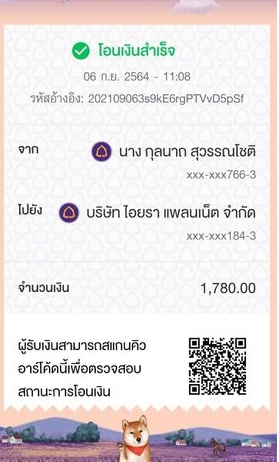 โอนเงินสำเร็จ
06 ก.ย. 2564 - 11:08
รหัสอ้างอิง: 202109063s9kE6rgPTVvD5pSf
จาก
นาง กุลนาถ สุวรรณโชติ
xxx-xxx766-3
ไปยัง
บริษัท ไอยรา แพลนเน็ต จำกัด
xxx-xxx184-3
จำนวนเงิน
1,780.00
ผู้รับเงินสามารถสแกนคิว
อาร์โค้ดนี้เพื่อตรวจสอบ
สถานะการโอนเงิน